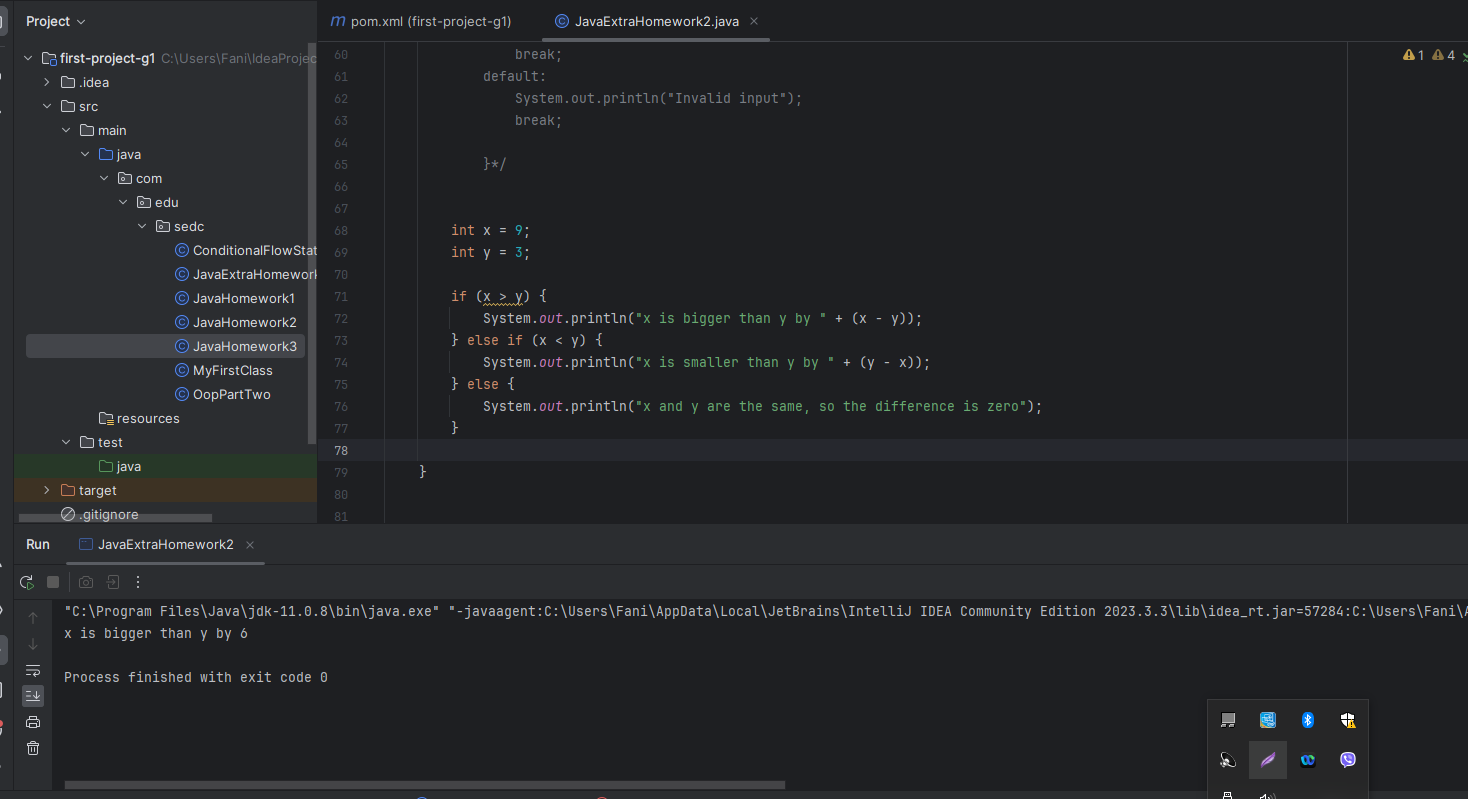 Project
pom.xml (first-project-g1)
JavaExtraHomework2.java
first-project-g1 C:\Users\Fani\IdeaProjec
.idea
src
main
java
com
edu
sedc
ConditionalFlowStat
JavaExtraHomework
JavaHomework1
JavaHomework2
JavaHomework3
MyFirstClass
OopPartTwo
resources
test
java
target
.gitignore
1 4
60 break;
61 default:
62 System.out.println("Invalid input");
63 break;
64
65 }*/
66
67
68 int x = 9;
69 int y = 3;
70
71 if (x > y) {
72 System.out.println("x is bigger than y by " + (x - y));
73 } else if (x < y) {
74 System.out.println("x is smaller than y by " + (y - x));
75 } else {
76 System.out.println("x and y are the same, so the difference is zero");
77 }
78
79 }
80
81
Run JavaExtraHomework2
"C:\Program Files\Java\jdk-11.0.8\bin\java.exe" "-javaagent:C:\Users\Fani\AppData\Local\JetBrains\IntelliJ IDEA Community Edition 2023.3.3\lib\idea_rt.jar=57284:C:\Users\Fani\A
x is bigger than y by 6
Process finished with exit code 0